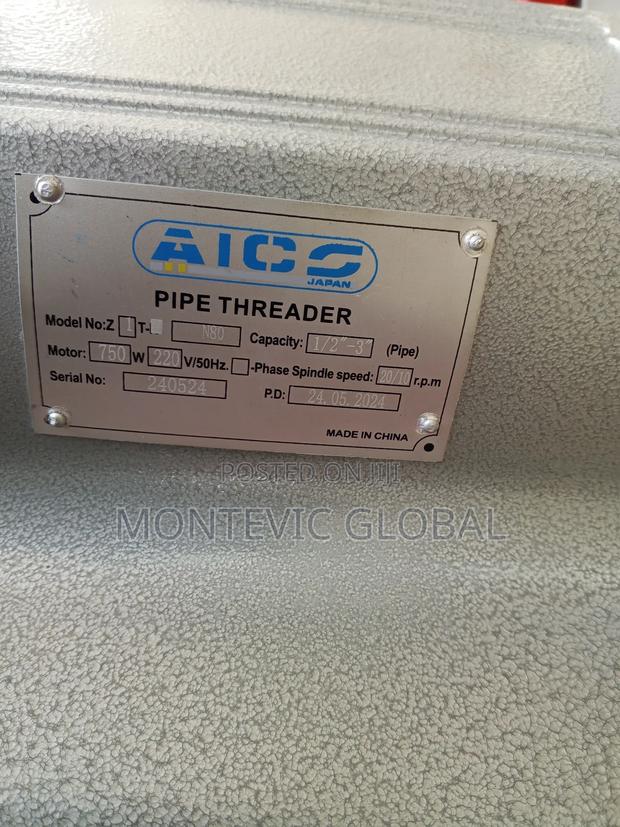 AICS
JAPAN
PIPE THREADER
Model No:Z 1 T- N80 Capacity: 1/2"-3" (Pipe)
Motor: 750 W 220 V/50Hz. -Phase Spindle speed: 20/10 r.p.m
Serial No: 240524 P.D: 24.05.2024
MADE IN CHINA
POSTED ON JIJI
MONTEVIC GLOBAL